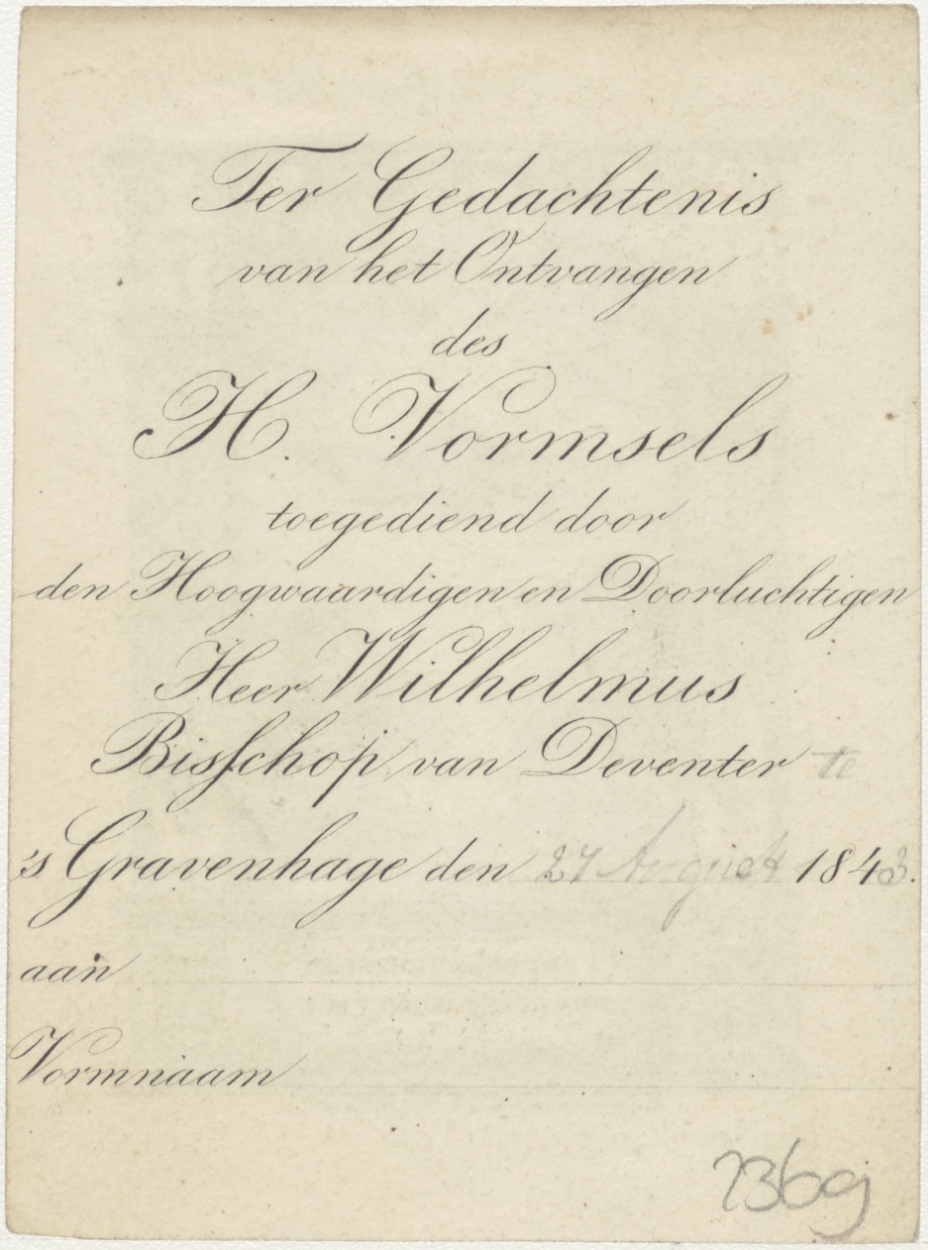 Ter Gedachtenis
van het Ontvangen
des
H. Vormsels
toegediend door
den Hoogwaardigen en Doorluchtigen
Heer Wilhelmus
Bisschop van Deventer te
's Gravenhage den 27 August 1843.
aan
Vormnaam
2369